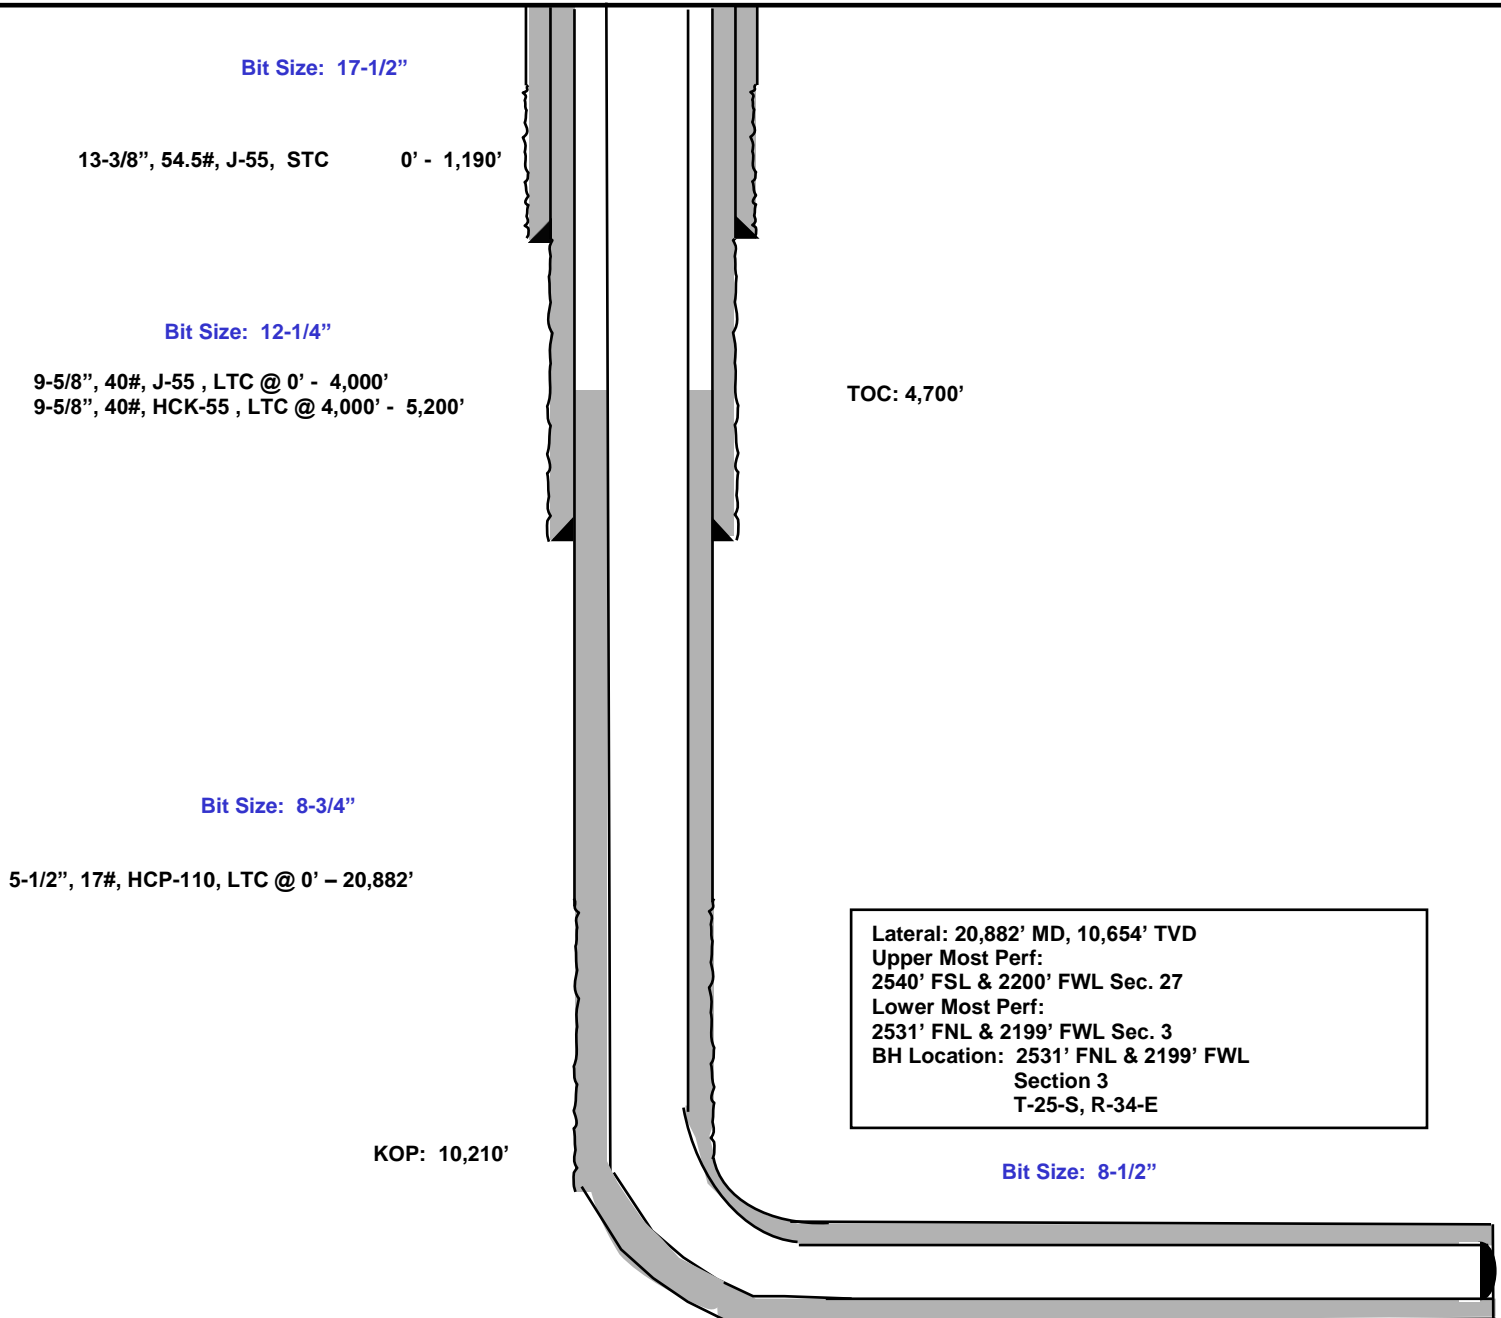 Bit Size: 17-1/2”
13-3/8”, 54.5#, J-55, STC 0’ - 1,190’
Bit Size: 12-1/4”
9-5/8”, 40#, J-55 , LTC @ 0’ - 4,000’
9-5/8”, 40#, HCK-55 , LTC @ 4,000’ - 5,200’
TOC: 4,700’
Bit Size: 8-3/4”
5-1/2”, 17#, HCP-110, LTC @ 0’ – 20,882’
Lateral: 20,882’ MD, 10,654’ TVD
Upper Most Perf:
2540’ FSL & 2200’ FWL Sec. 27
Lower Most Perf:
2531’ FNL & 2199’ FWL Sec. 3
BH Location: 2531’ FNL & 2199’ FWL
Section 3
T-25-S, R-34-E
KOP: 10,210’
Bit Size: 8-1/2”